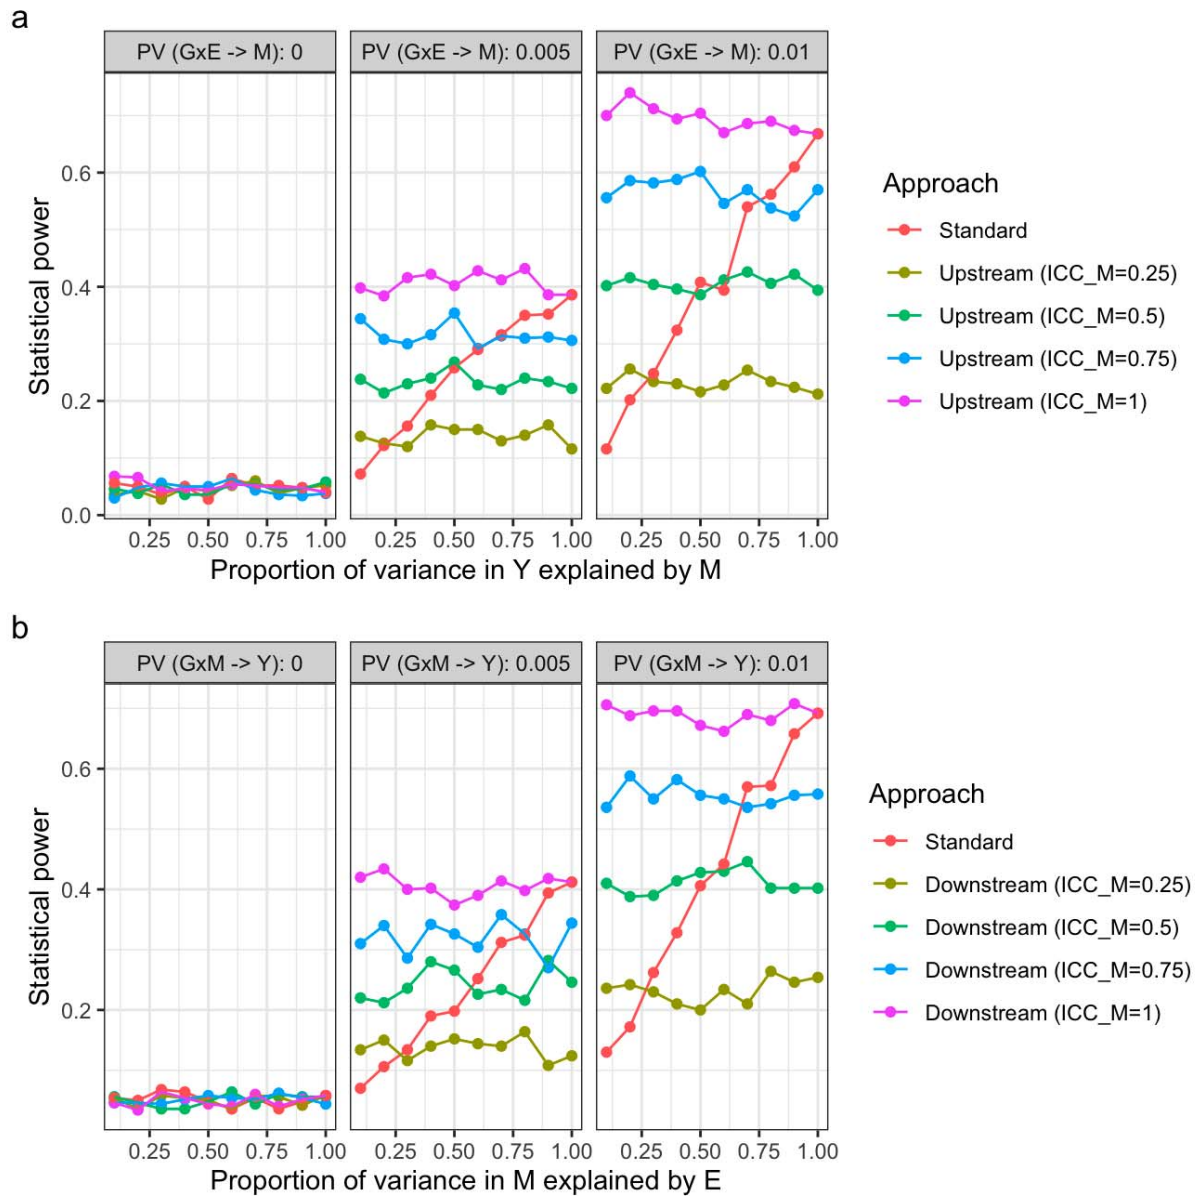 a
PV (GxE -> M): 0
PV (GxE -> M): 0.005
PV (GxE -> M): 0.01
Statistical power
0.6
0.4
0.2
0.0
0.25 0.50 0.75 1.00
0.25 0.50 0.75 1.00
0.25 0.50 0.75 1.00
Proportion of variance in Y explained by M
Approach
Standard
Upstream (ICC_M=0.25)
Upstream (ICC_M=0.5)
Upstream (ICC_M=0.75)
Upstream (ICC_M=1)
b
PV (GxM -> Y): 0
PV (GxM -> Y): 0.005
PV (GxM -> Y): 0.01
Statistical power
0.6
0.4
0.2
0.25 0.50 0.75 1.00
0.25 0.50 0.75 1.00
0.25 0.50 0.75 1.00
Proportion of variance in M explained by E
Approach
Standard
Downstream (ICC_M=0.25)
Downstream (ICC_M=0.5)
Downstream (ICC_M=0.75)
Downstream (ICC_M=1)